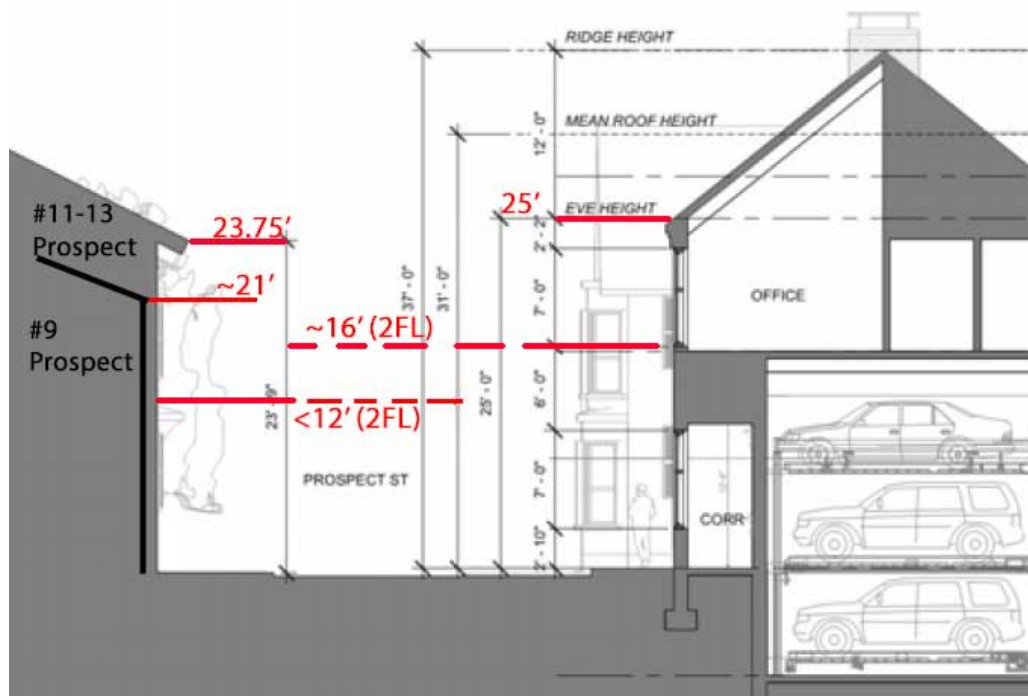 RIDGE HEIGHT
MEAN ROOF HEIGHT
12' - 0"
#11-13
Prospect
23.75'
25'
EVE HEIGHT
2' - 2"
~21'
37' - 0"
31' - 0"
7' - 0"
OFFICE
#9
Prospect
~16' (2FL)
23' - 9"
<12' (2FL)
25' - 0"
6' - 0"
PROSPECT ST
7' - 0"
CORR
2' - 10"